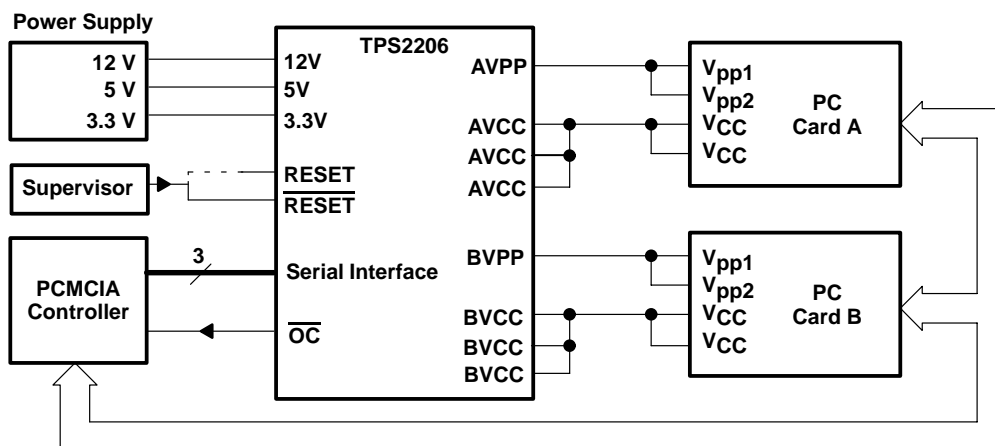 Power Supply
12 V
5 V
3.3 V
Supervisor
PCMCIA
Controller
3
TPS2206
12V
5V
3.3V
RESET
RESET
Serial Interface
OC
AVPP
AVCC
AVCC
AVCC
BVPP
BVCC
BVCC
BVCC
Vpp1
Vpp2
VCC
VCC
PC
Card A
Vpp1
Vpp2
VCC
VCC
PC
Card B